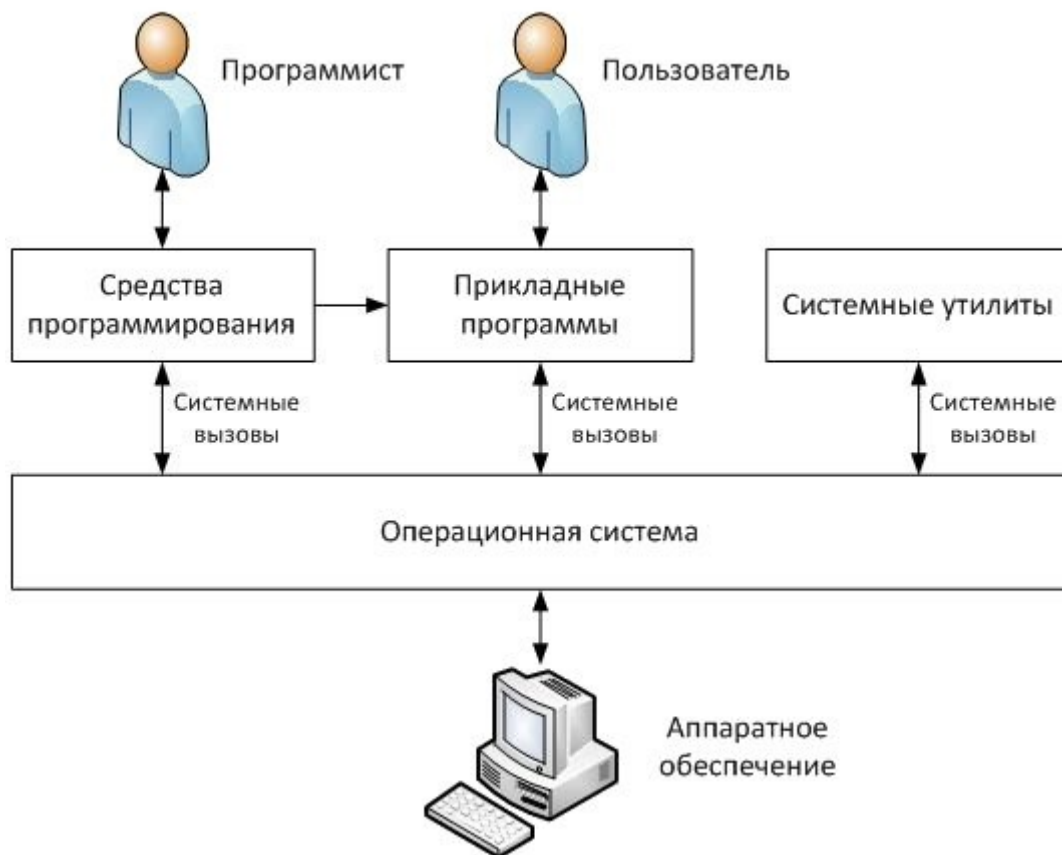 Программист
Пользователь
Средства
программирования
Прикладные
программы
Системные утилиты
Системные
вызовы
Системные
вызовы
Системные
вызовы
Операционная система
Аппаратное
обеспечение